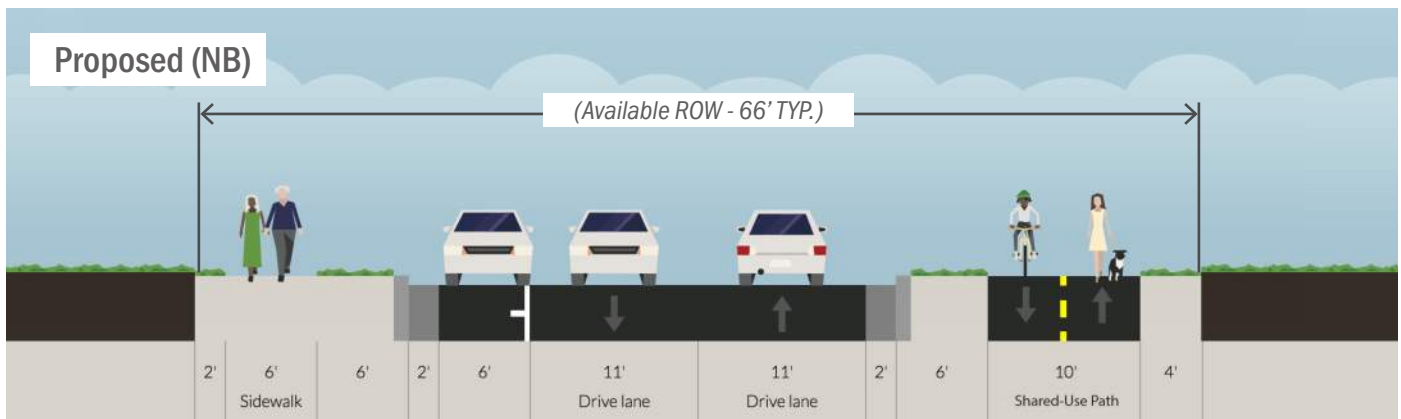 Proposed (NB)
(Available ROW - 66' TYP.)
2' 6' 6' 2' 6' 11' 11' 2' 6' 10' 4'
Sidewalk Drive lane Drive lane Shared-Use Path